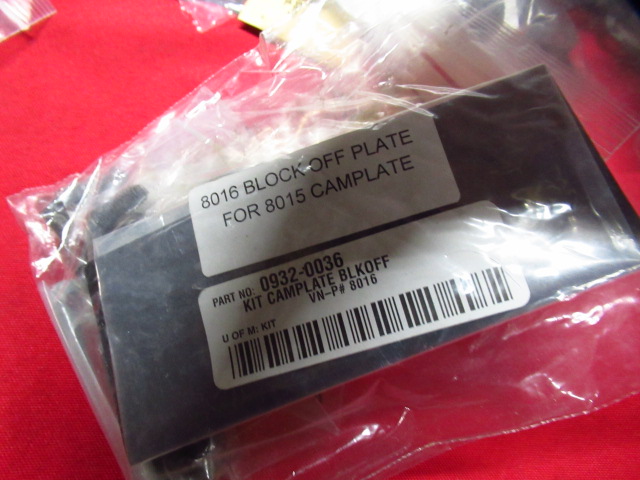 8016 BLOCK OFF PLATE
FOR 8015 CAMPLATE
PART NO: 0932-0036
KIT CAMPLATE BLKOFF
VN-P# 8016
U OF M: KIT